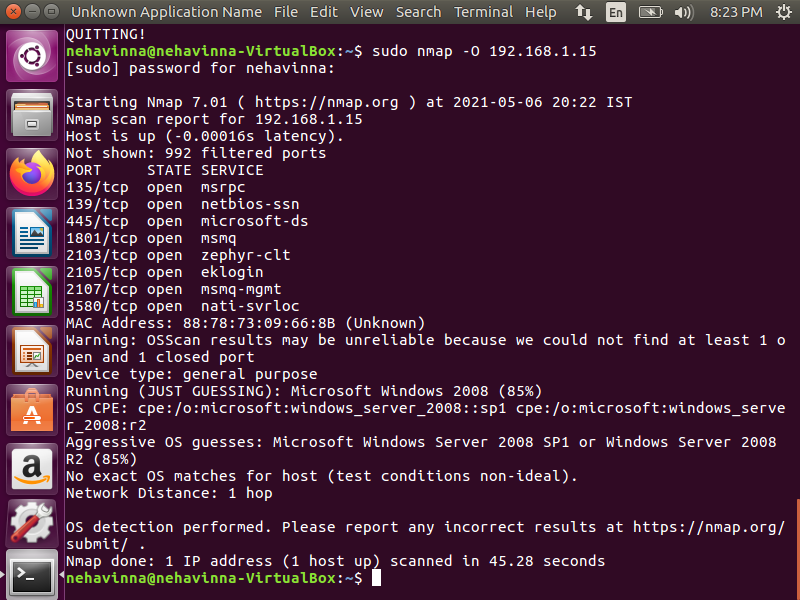 Unknown Application Name File Edit View Search Terminal Help En 8:23 PM
QUITTING!
nehavinna@nehavinna-VirtualBox:~$ sudo nmap -O 192.168.1.15
[sudo] password for nehavinna:
Starting Nmap 7.01 ( https://nmap.org ) at 2021-05-06 20:22 IST
Nmap scan report for 192.168.1.15
Host is up (-0.00016s latency).
Not shown: 992 filtered ports
PORT     STATE SERVICE
135/tcp  open  msrpc
139/tcp  open  netbios-ssn
445/tcp  open  microsoft-ds
1801/tcp open  msmq
2103/tcp open  zephyr-clt
2105/tcp open  eklogin
2107/tcp open  msmq-mgmt
3580/tcp open  nati-svrloc
MAC Address: 88:78:73:09:66:8B (Unknown)
Warning: OSScan results may be unreliable because we could not find at least 1 o
pen and 1 closed port
Device type: general purpose
Running (JUST GUESSING): Microsoft Windows 2008 (85%)
OS CPE: cpe:/o:microsoft:windows_server_2008::sp1 cpe:/o:microsoft:windows_serve
r_2008:r2
Aggressive OS guesses: Microsoft Windows Server 2008 SP1 or Windows Server 2008
R2 (85%)
No exact OS matches for host (test conditions non-ideal).
Network Distance: 1 hop
OS detection performed. Please report any incorrect results at https://nmap.org/
submit/ .
Nmap done: 1 IP address (1 host up) scanned in 45.28 seconds
nehavinna@nehavinna-VirtualBox:~$